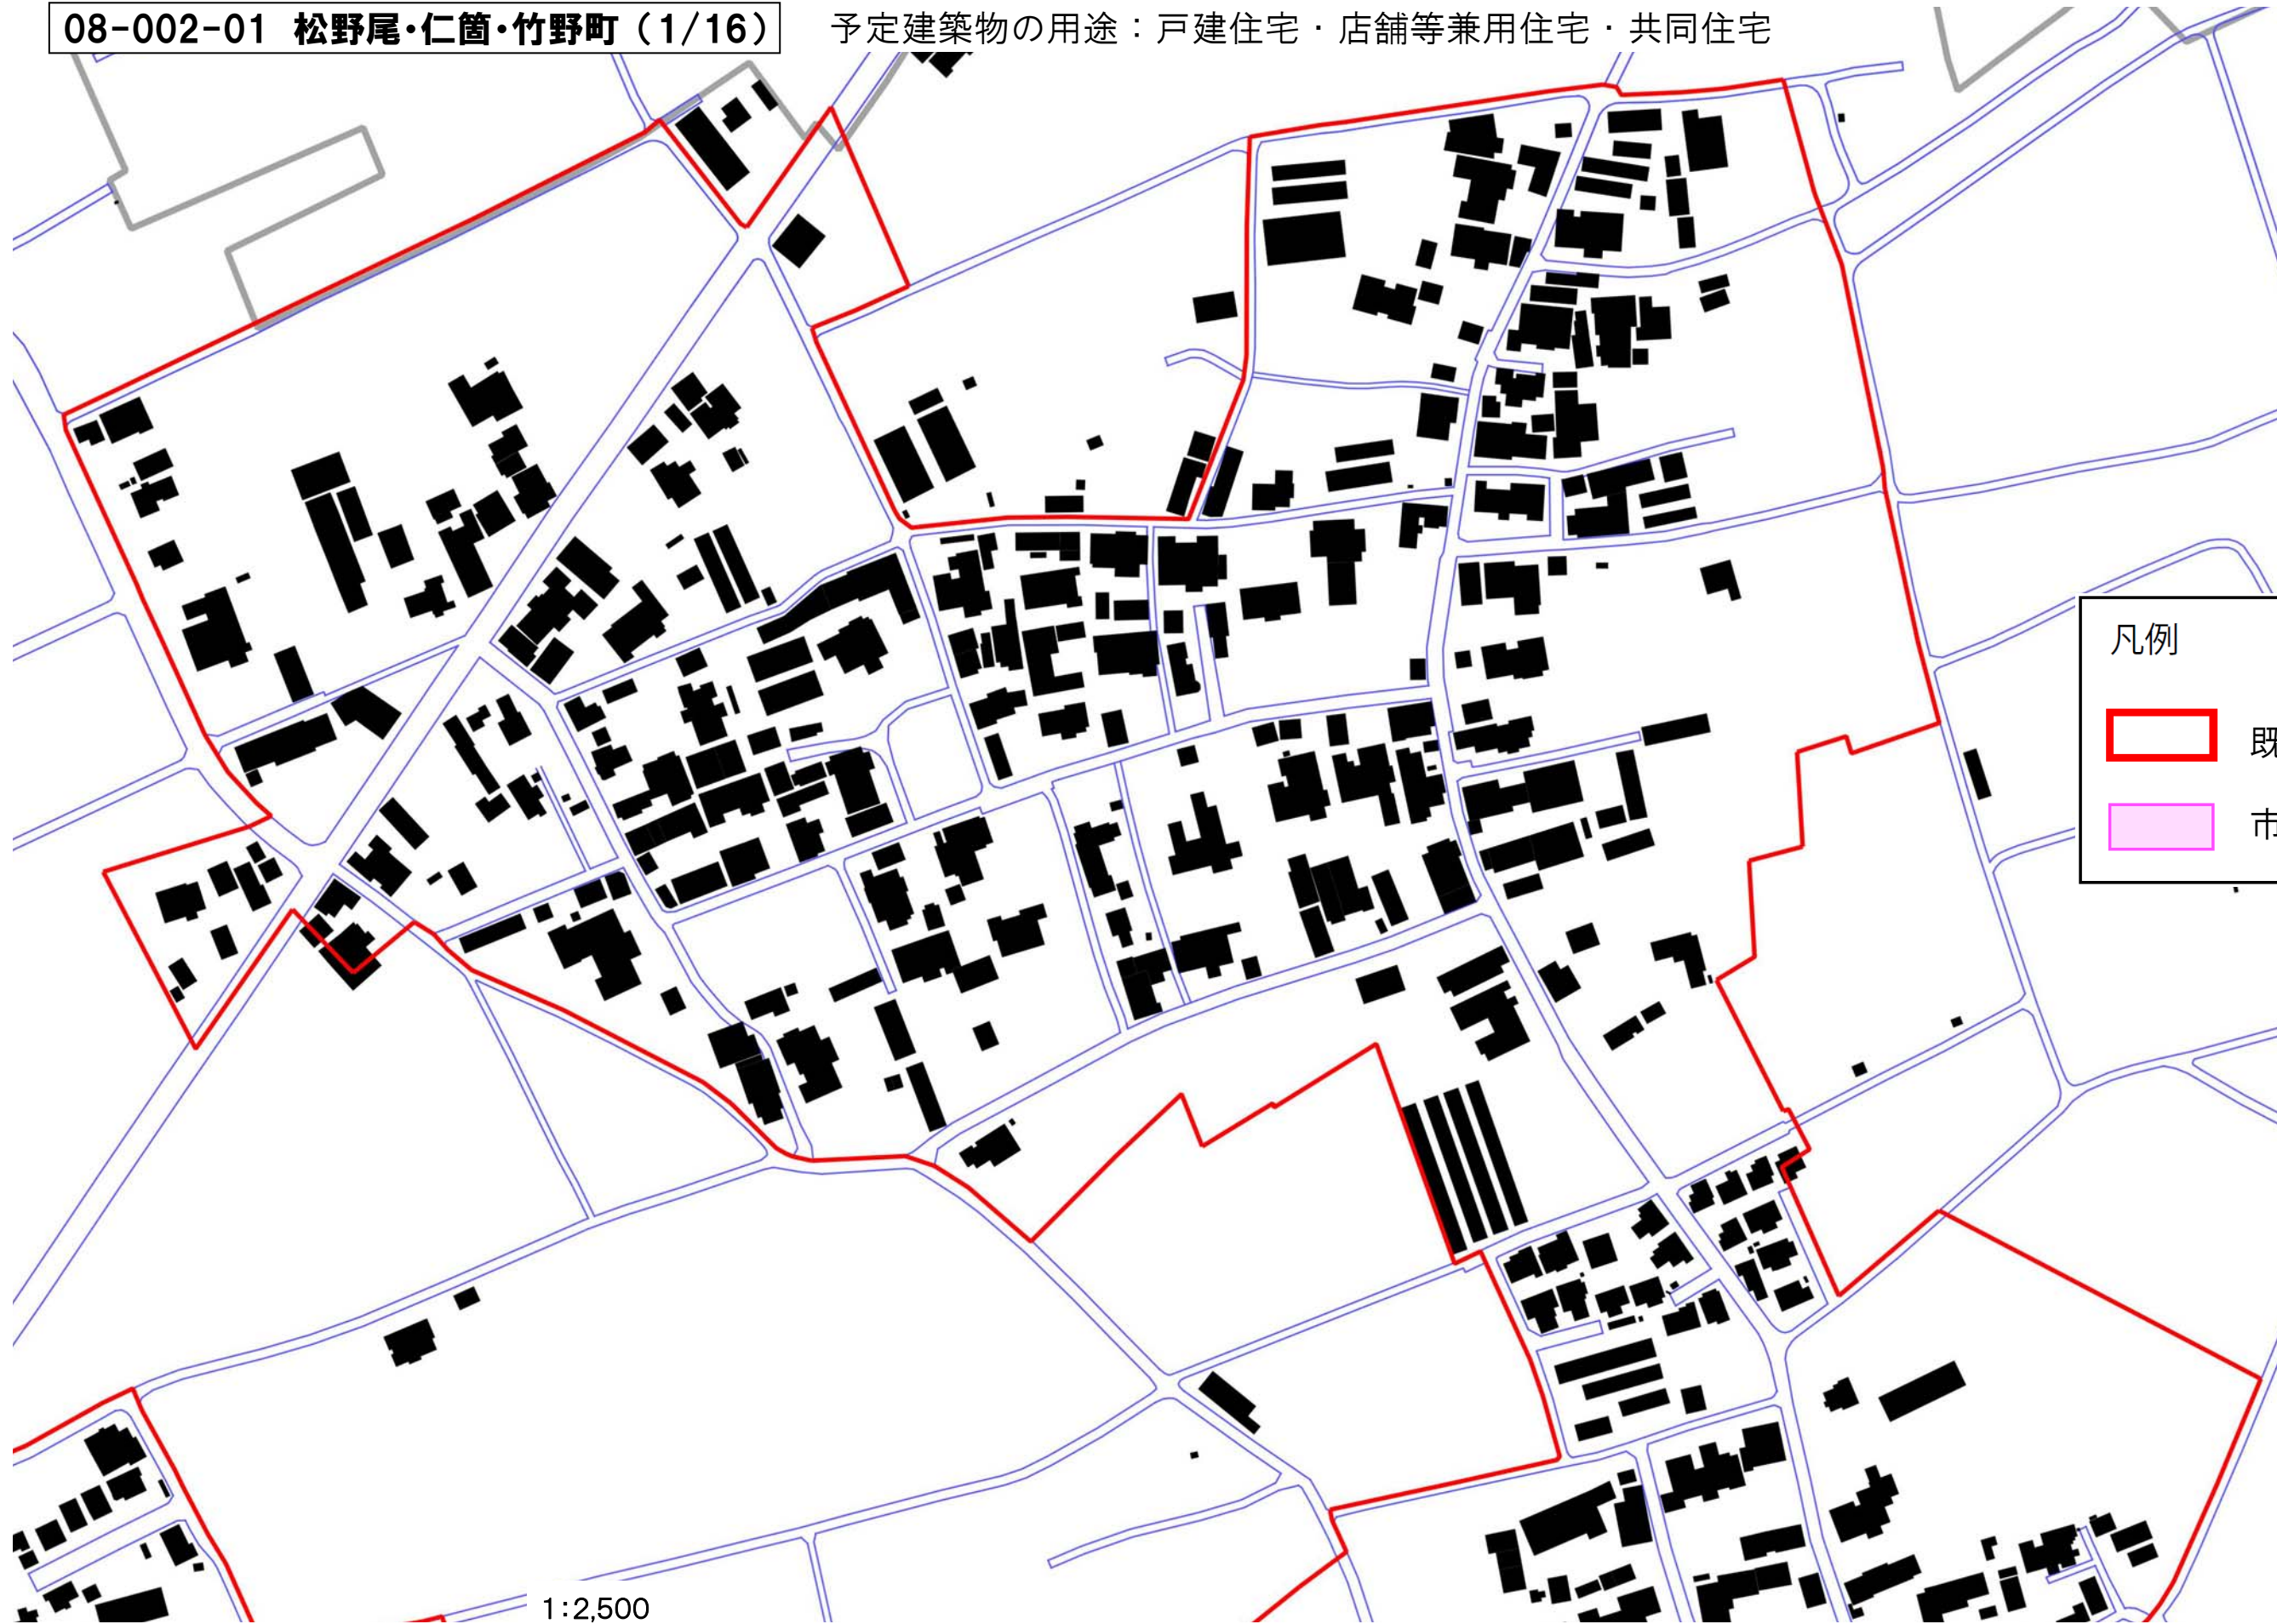 08-002-01 松野尾・仁箇・竹野町（1/16）
予定建築物の用途：戸建住宅・店舗等兼用住宅・共同住宅
凡例
既
市
1:2,500